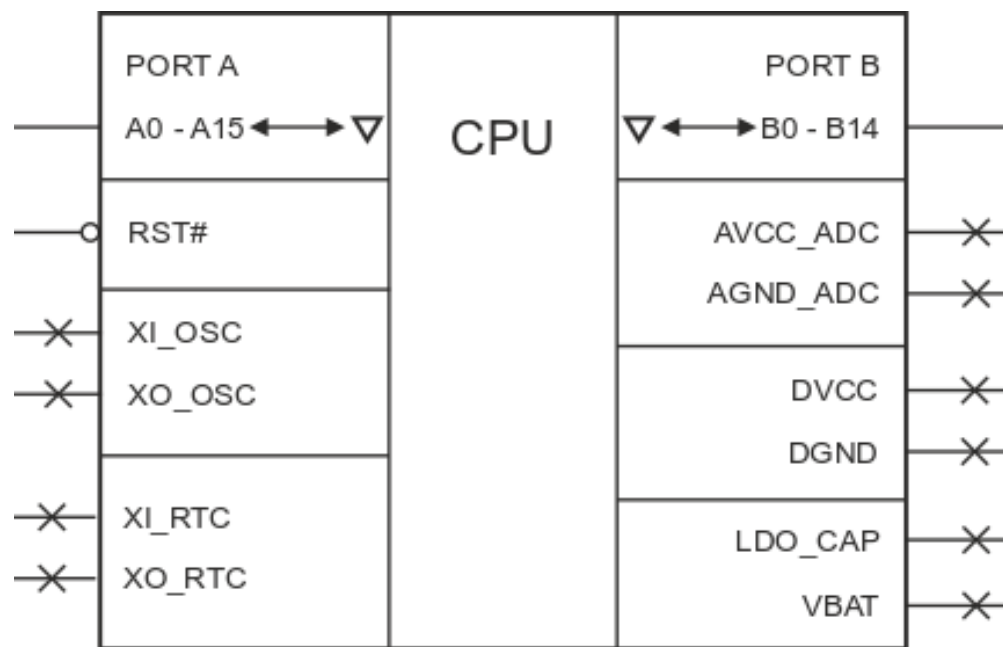 PORT A
A0 - A15
RST#
XI_OSC
XO_OSC
XI_RTC
XO_RTC
CPU
PORT B
B0 - B14
AVCC_ADC
AGND_ADC
DVCC
DGND
LDO_CAP
VBAT